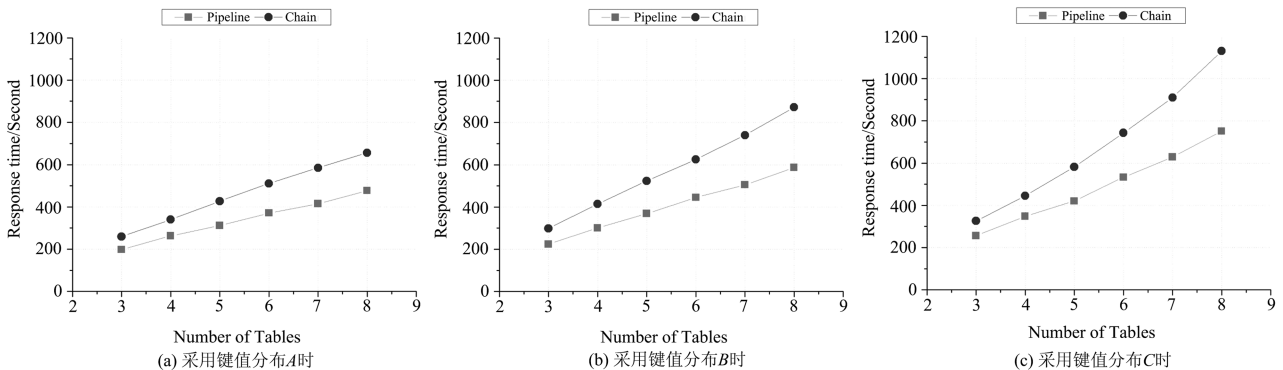 Pipeline Chain
1200
1000
800
600
400
200
0
2 3 4 5 6 7 8 9
Response time/Second
Number of Tables
(a) 采用键值分布A时
Pipeline Chain
1200
1000
800
600
400
200
0
2 3 4 5 6 7 8 9
Response time/Second
Number of Tables
(b) 采用键值分布B时
Pipeline Chain
1200
1000
800
600
400
200
0
2 3 4 5 6 7 8 9
Response time/Second
Number of Tables
(c) 采用键值分布C时